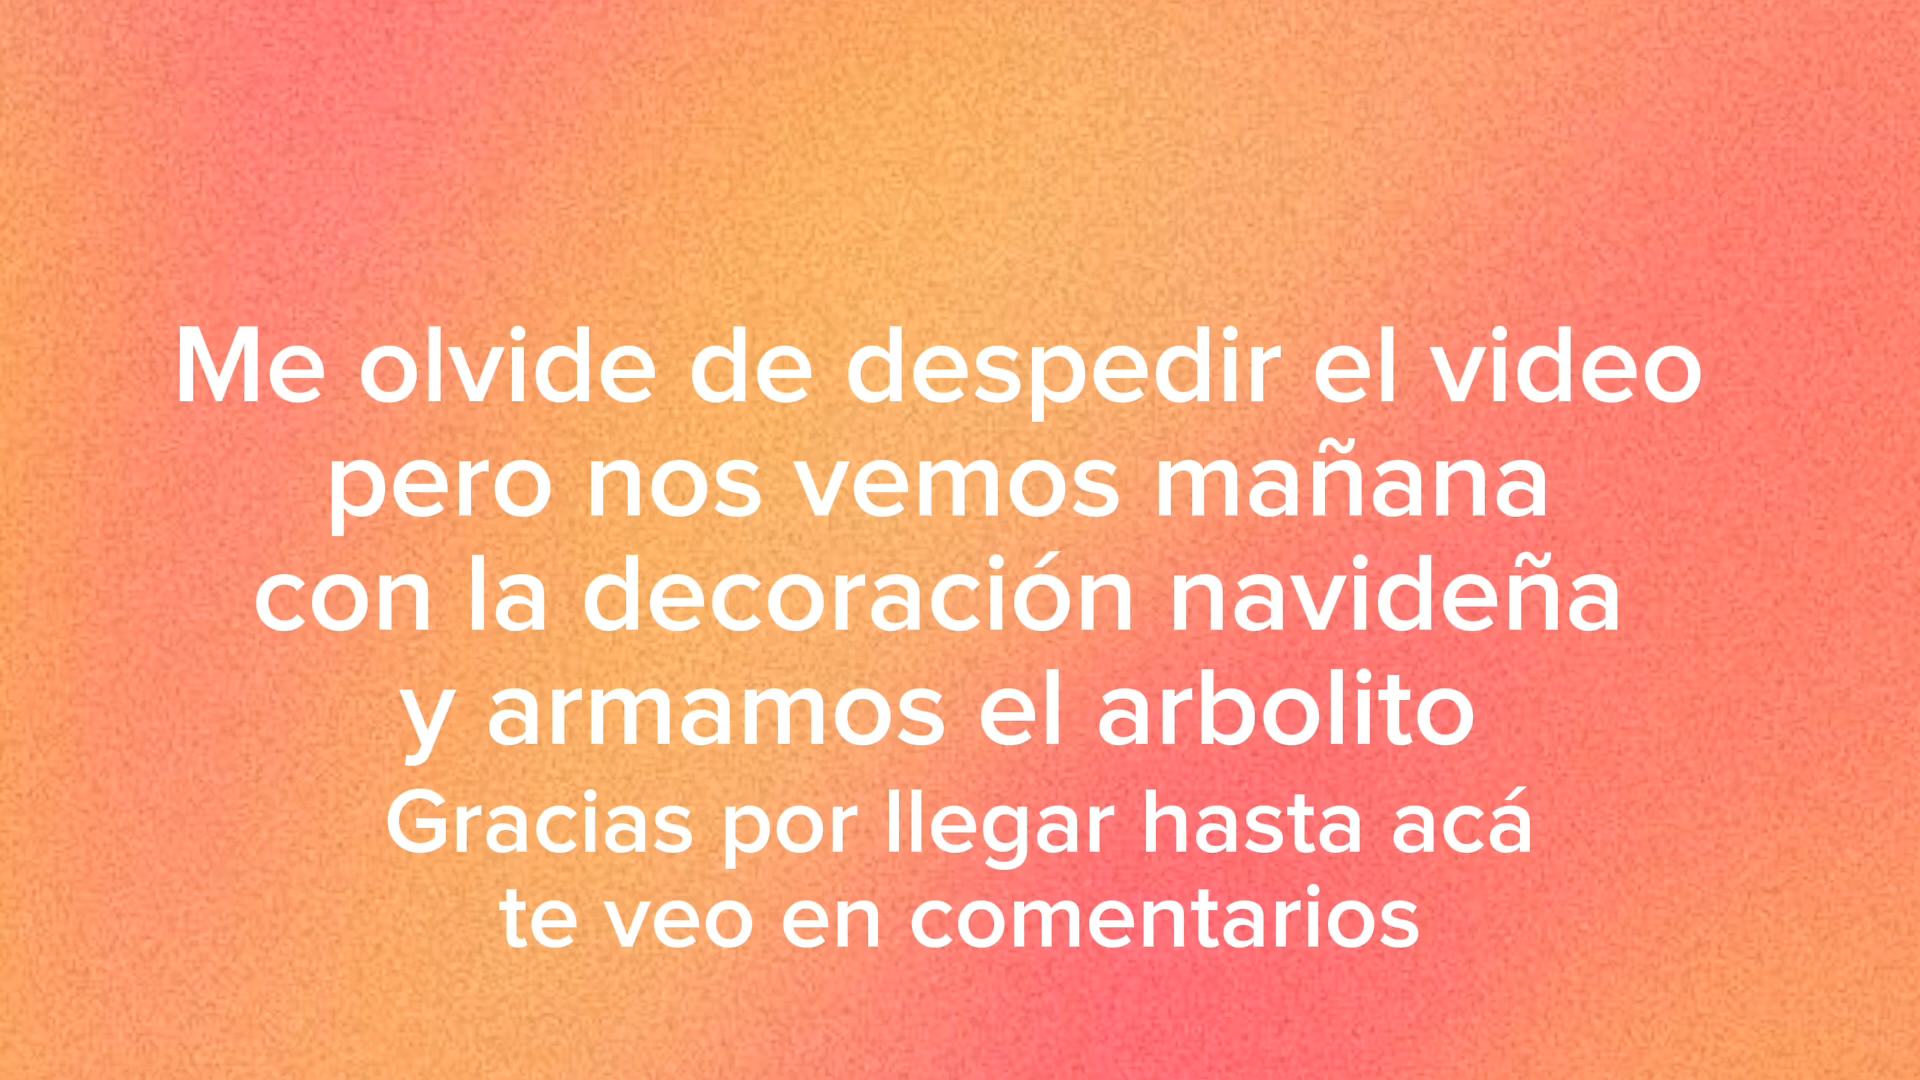 Me olvide de despedir el video
pero nos vemos mañana
con la decoración navideña
y armamos el arbolito
Gracias por llegar hasta acá
te veo en comentarios